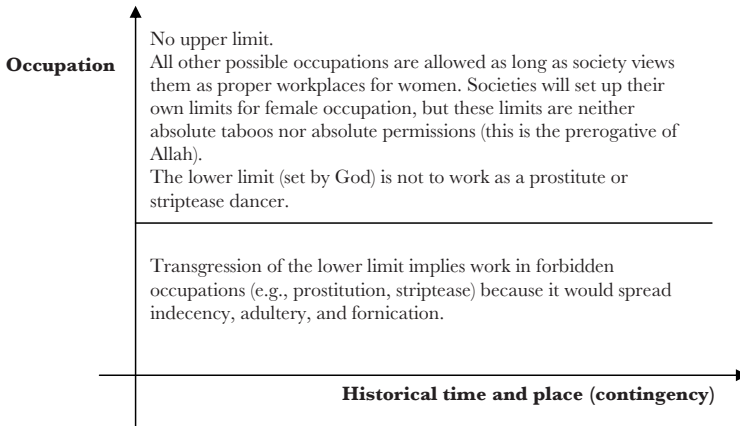 No upper limit.
Occupation
All other possible occupations are allowed as long as society views
them as proper workplaces for women. Societies will set up their
own limits for female occupation, but these limits are neither
absolute taboos nor absolute permissions (this is the prerogative of
Allah).
The lower limit (set by God) is not to work as a prostitute or
striptease dancer.
Transgression of the lower limit implies work in forbidden
occupations (e.g., prostitution, striptease) because it would spread
indecency, adultery, and fornication.
Historical time and place (contingency)